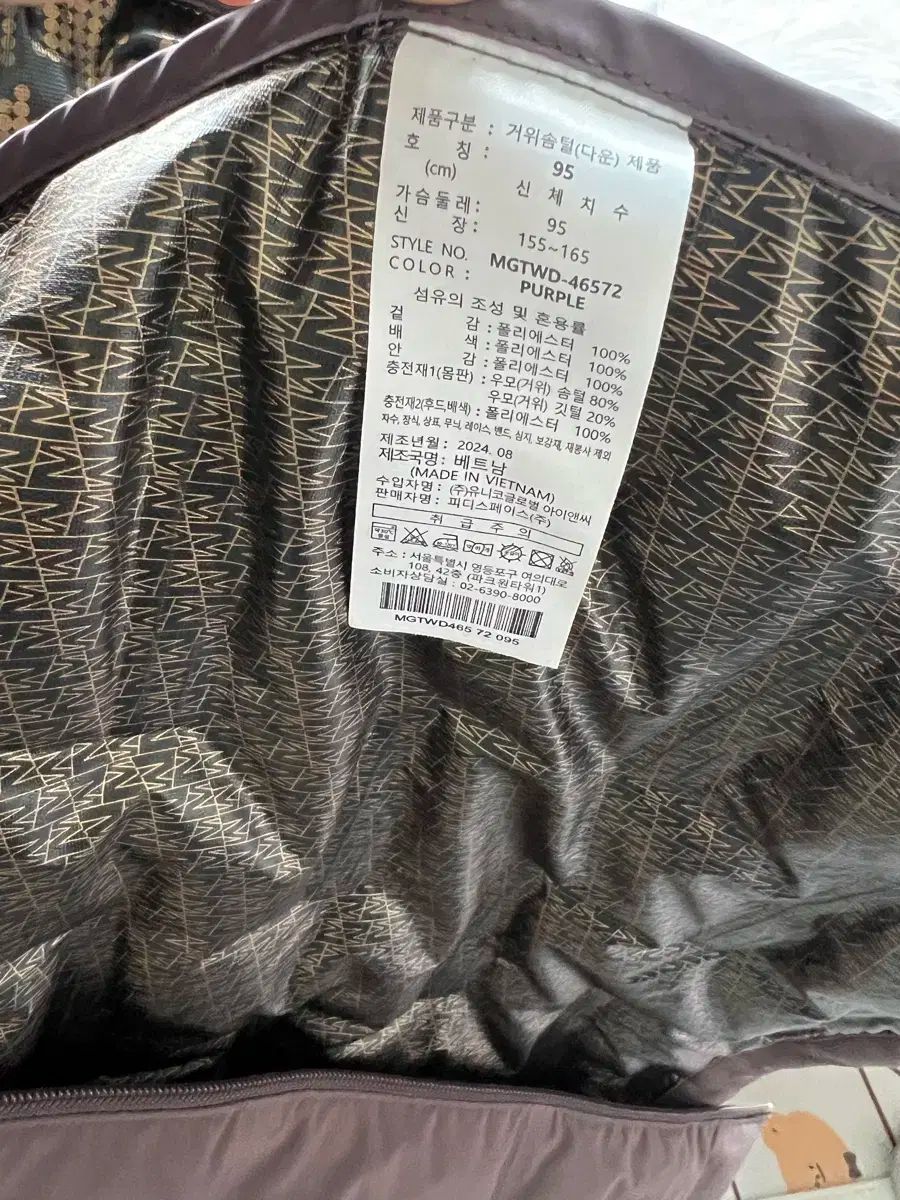 제품구분 : 거위솜털(다운) 제품
호 칭 : 95
(cm) 신 체 치 수
가슴둘레 : 95
신 장 : 155~165
STYLE NO. MGTWD-46572
COLOR : PURPLE
섬유의 조성 및 혼용률
겉 감 : 폴리에스터 100%
배 색 : 폴리에스터 100%
안 감 : 폴리에스터 100%
충전재1(몸판) : 우모(거위) 솜털 80%
우모(거위) 깃털 20%
충전재2(후드,배색) : 폴리에스터 100%
자수, 장식, 상표, 무늬, 레이스 밴드, 심지, 보강재, 재봉사 제외
제조년월 : 2024. 08
제조국명 : 베트남
(MADE IN VIETNAM)
수입자명 : (주)유니코글로벌 아이앤씨
판매자명 : 피디스페이스(주)
취 급 주 의
주소 : 서울특별시 영등포구 여의대로
108, 42층 (파크원타워1)
소비자상담실 : 02-6390-8000
MGTWD465 72 095